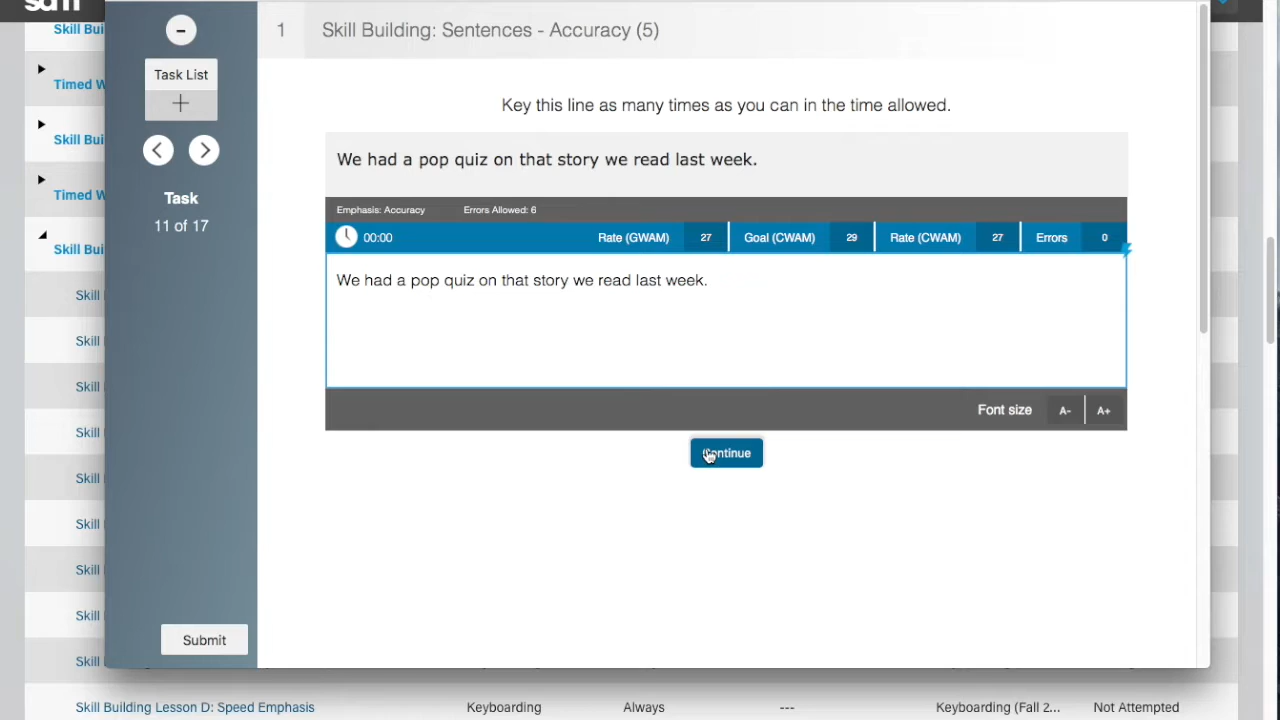 sam
-
1 Skill Building: Sentences - Accuracy (5)
Skill Bui
Task List
+
Timed W
Key this line as many times as you can in the time allowed.
Skill Bui
We had a pop quiz on that story we read last week.
Timed W
Task
Emphasis: Accuracy Errors Allowed: 6
11 of 17
00:00 Rate (GWAM) 27 Goal (CWAM) 29 Rate (CWAM) 27 Errors 0
Skill Bui
We had a pop quiz on that story we read last week.
Skill
Skill
Skill
Font size A- A+
Skill
Continue
Skill
Skill
Skill
Skill
Submit
Skill
Skill Building Lesson D: Speed Emphasis Keyboarding Always --- Keyboarding (Fall 2... Not Attempted